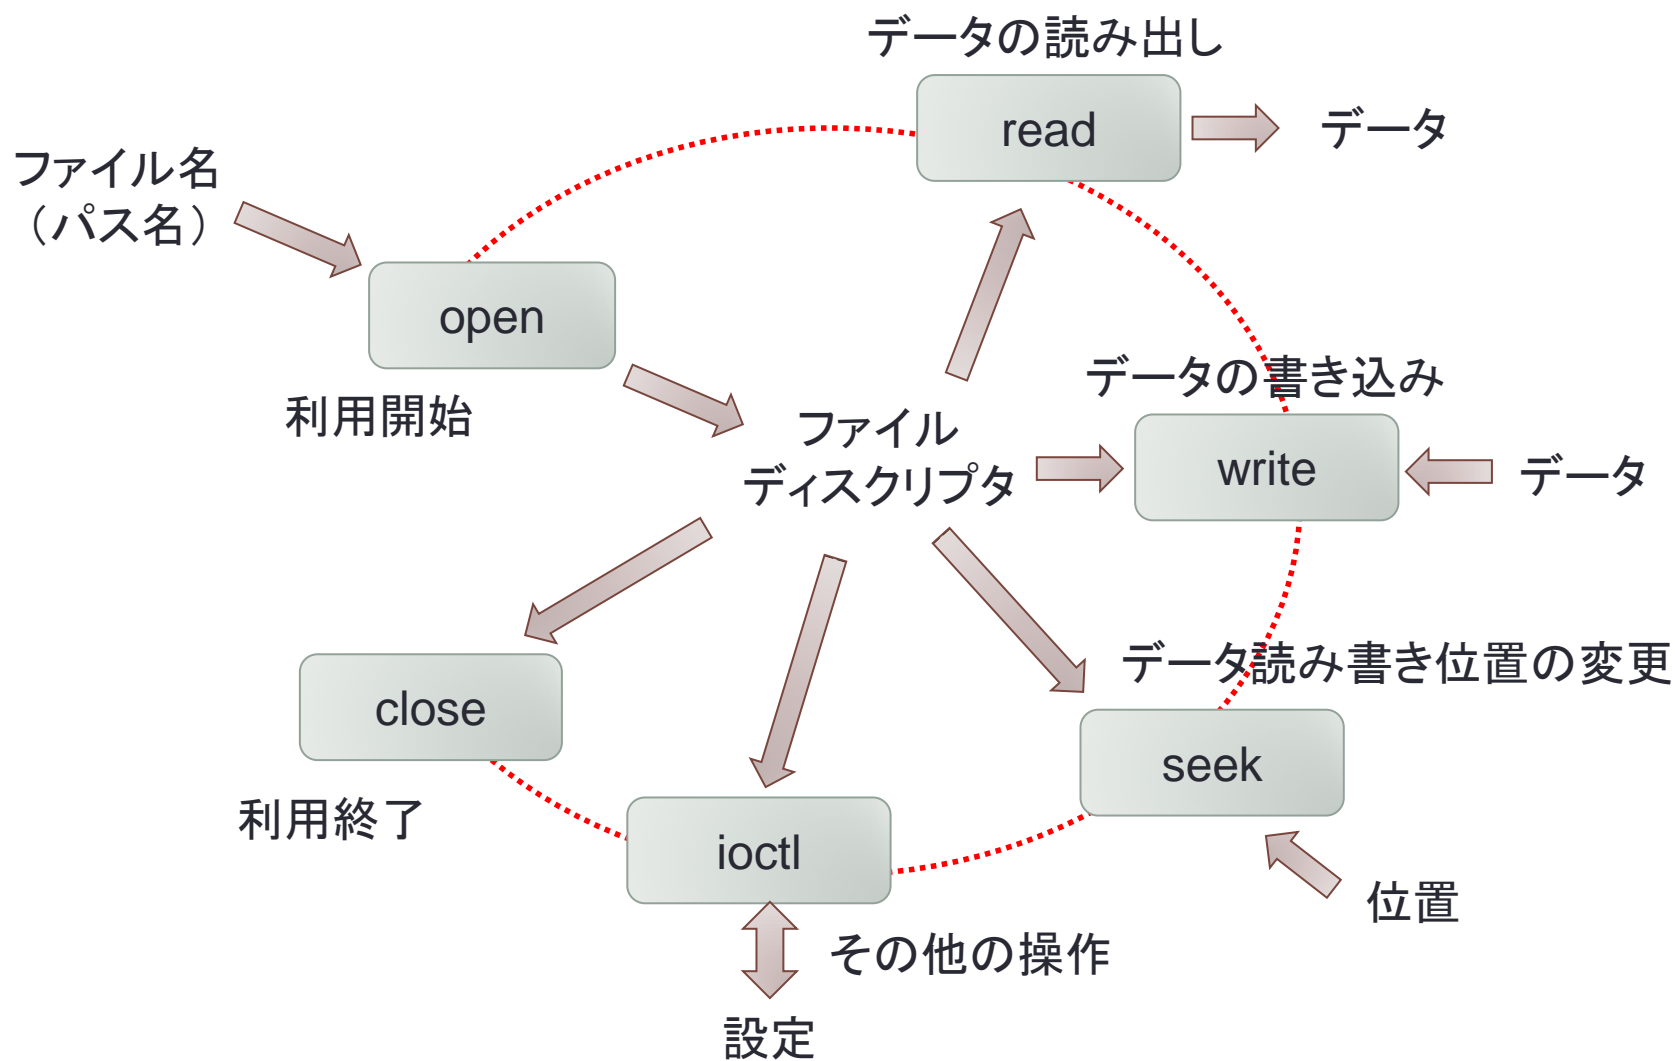 データの読み出し
read
データ
ファイル名
（パス名）
open
利用開始
データの書き込み
ファイル
ディスクリプタ
write
データ
データ読み書き位置の変更
close
seek
利用終了
ioctl
位置
その他の操作
設定